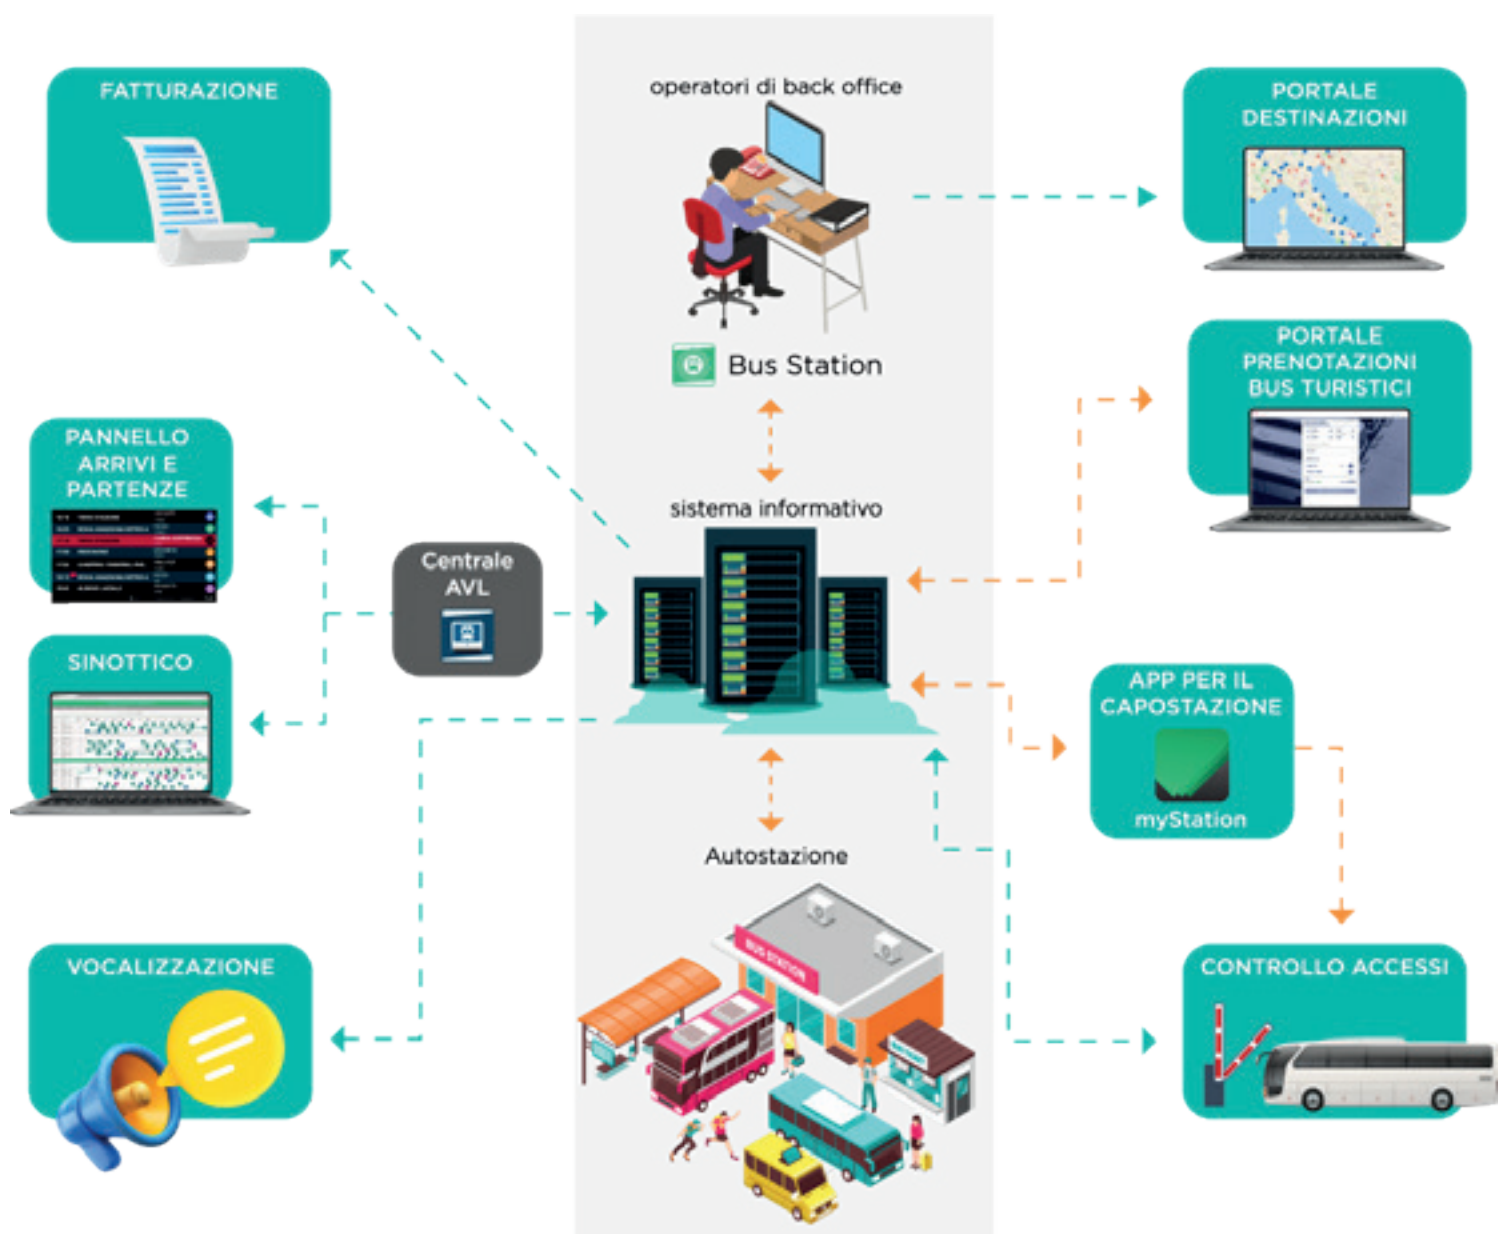 FATTURAZIONE
operatori di back office
PORTALE
DESTINAZIONI
Bus Station
PORTALE
PRENOTAZIONI
BUS TURISTICI
PANNELLO
ARRIVI E
PARTENZE
sistema informativo
Centrale
AVL
SINOTTICO
APP PER IL
CAPOSTAZIONE
myStation
Autostazione
BUS STATION
VOCALIZZAZIONE
CONTROLLO ACCESSI